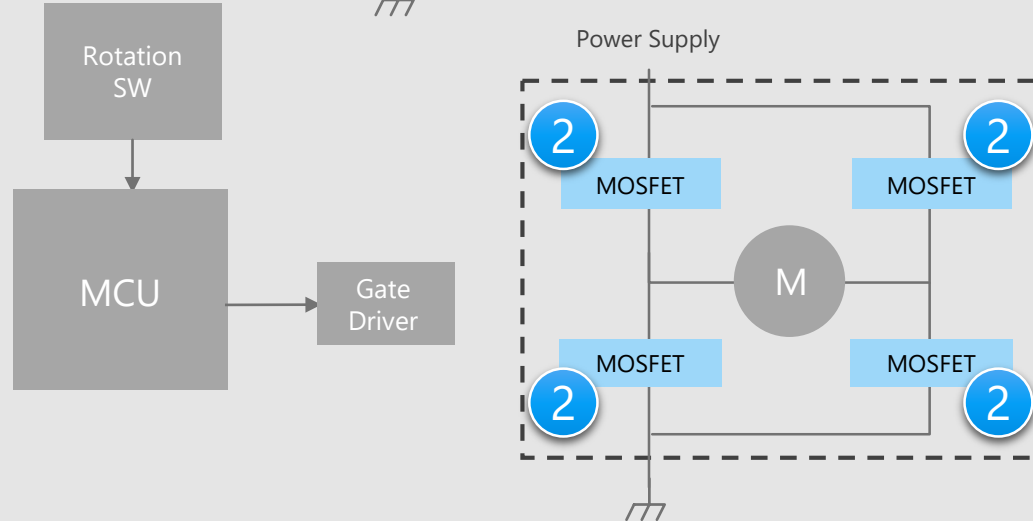 Rotation
SW
MCU
Gate
Driver
Power Supply
2
2
MOSFET
MOSFET
M
MOSFET
MOSFET
2
2